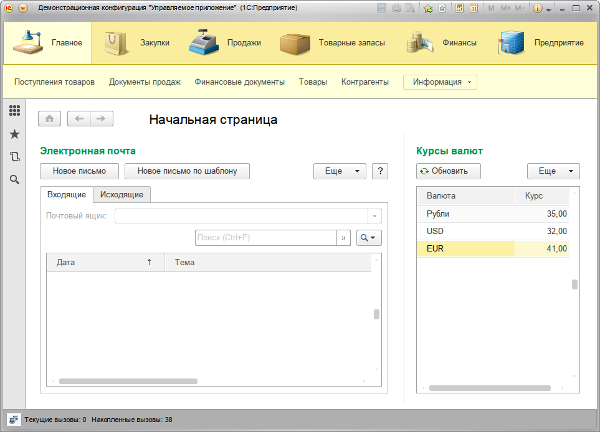 Демонстрационная конфигурация "Управляемое приложение" (1С:Предприятие)
M M+ M-
Главное Закупки Продажи Товарные запасы Финансы Предприятие
Поступления товаров Документы продаж Финансовые документы Товары Контрагенты Информация
Начальная страница
Электронная почта
Новое письмо Новое письмо по шаблону Еще ?
Входящие Исходящие
Почтовый ящик:
Поиск (Ctrl+F) x
Дата Тема
Курсы валют
Обновить Еще
Валюта Курс
Рубли 35,00
USD 32,00
EUR 41,00
Текущие вызовы: 0 Накопленные вызовы: 38